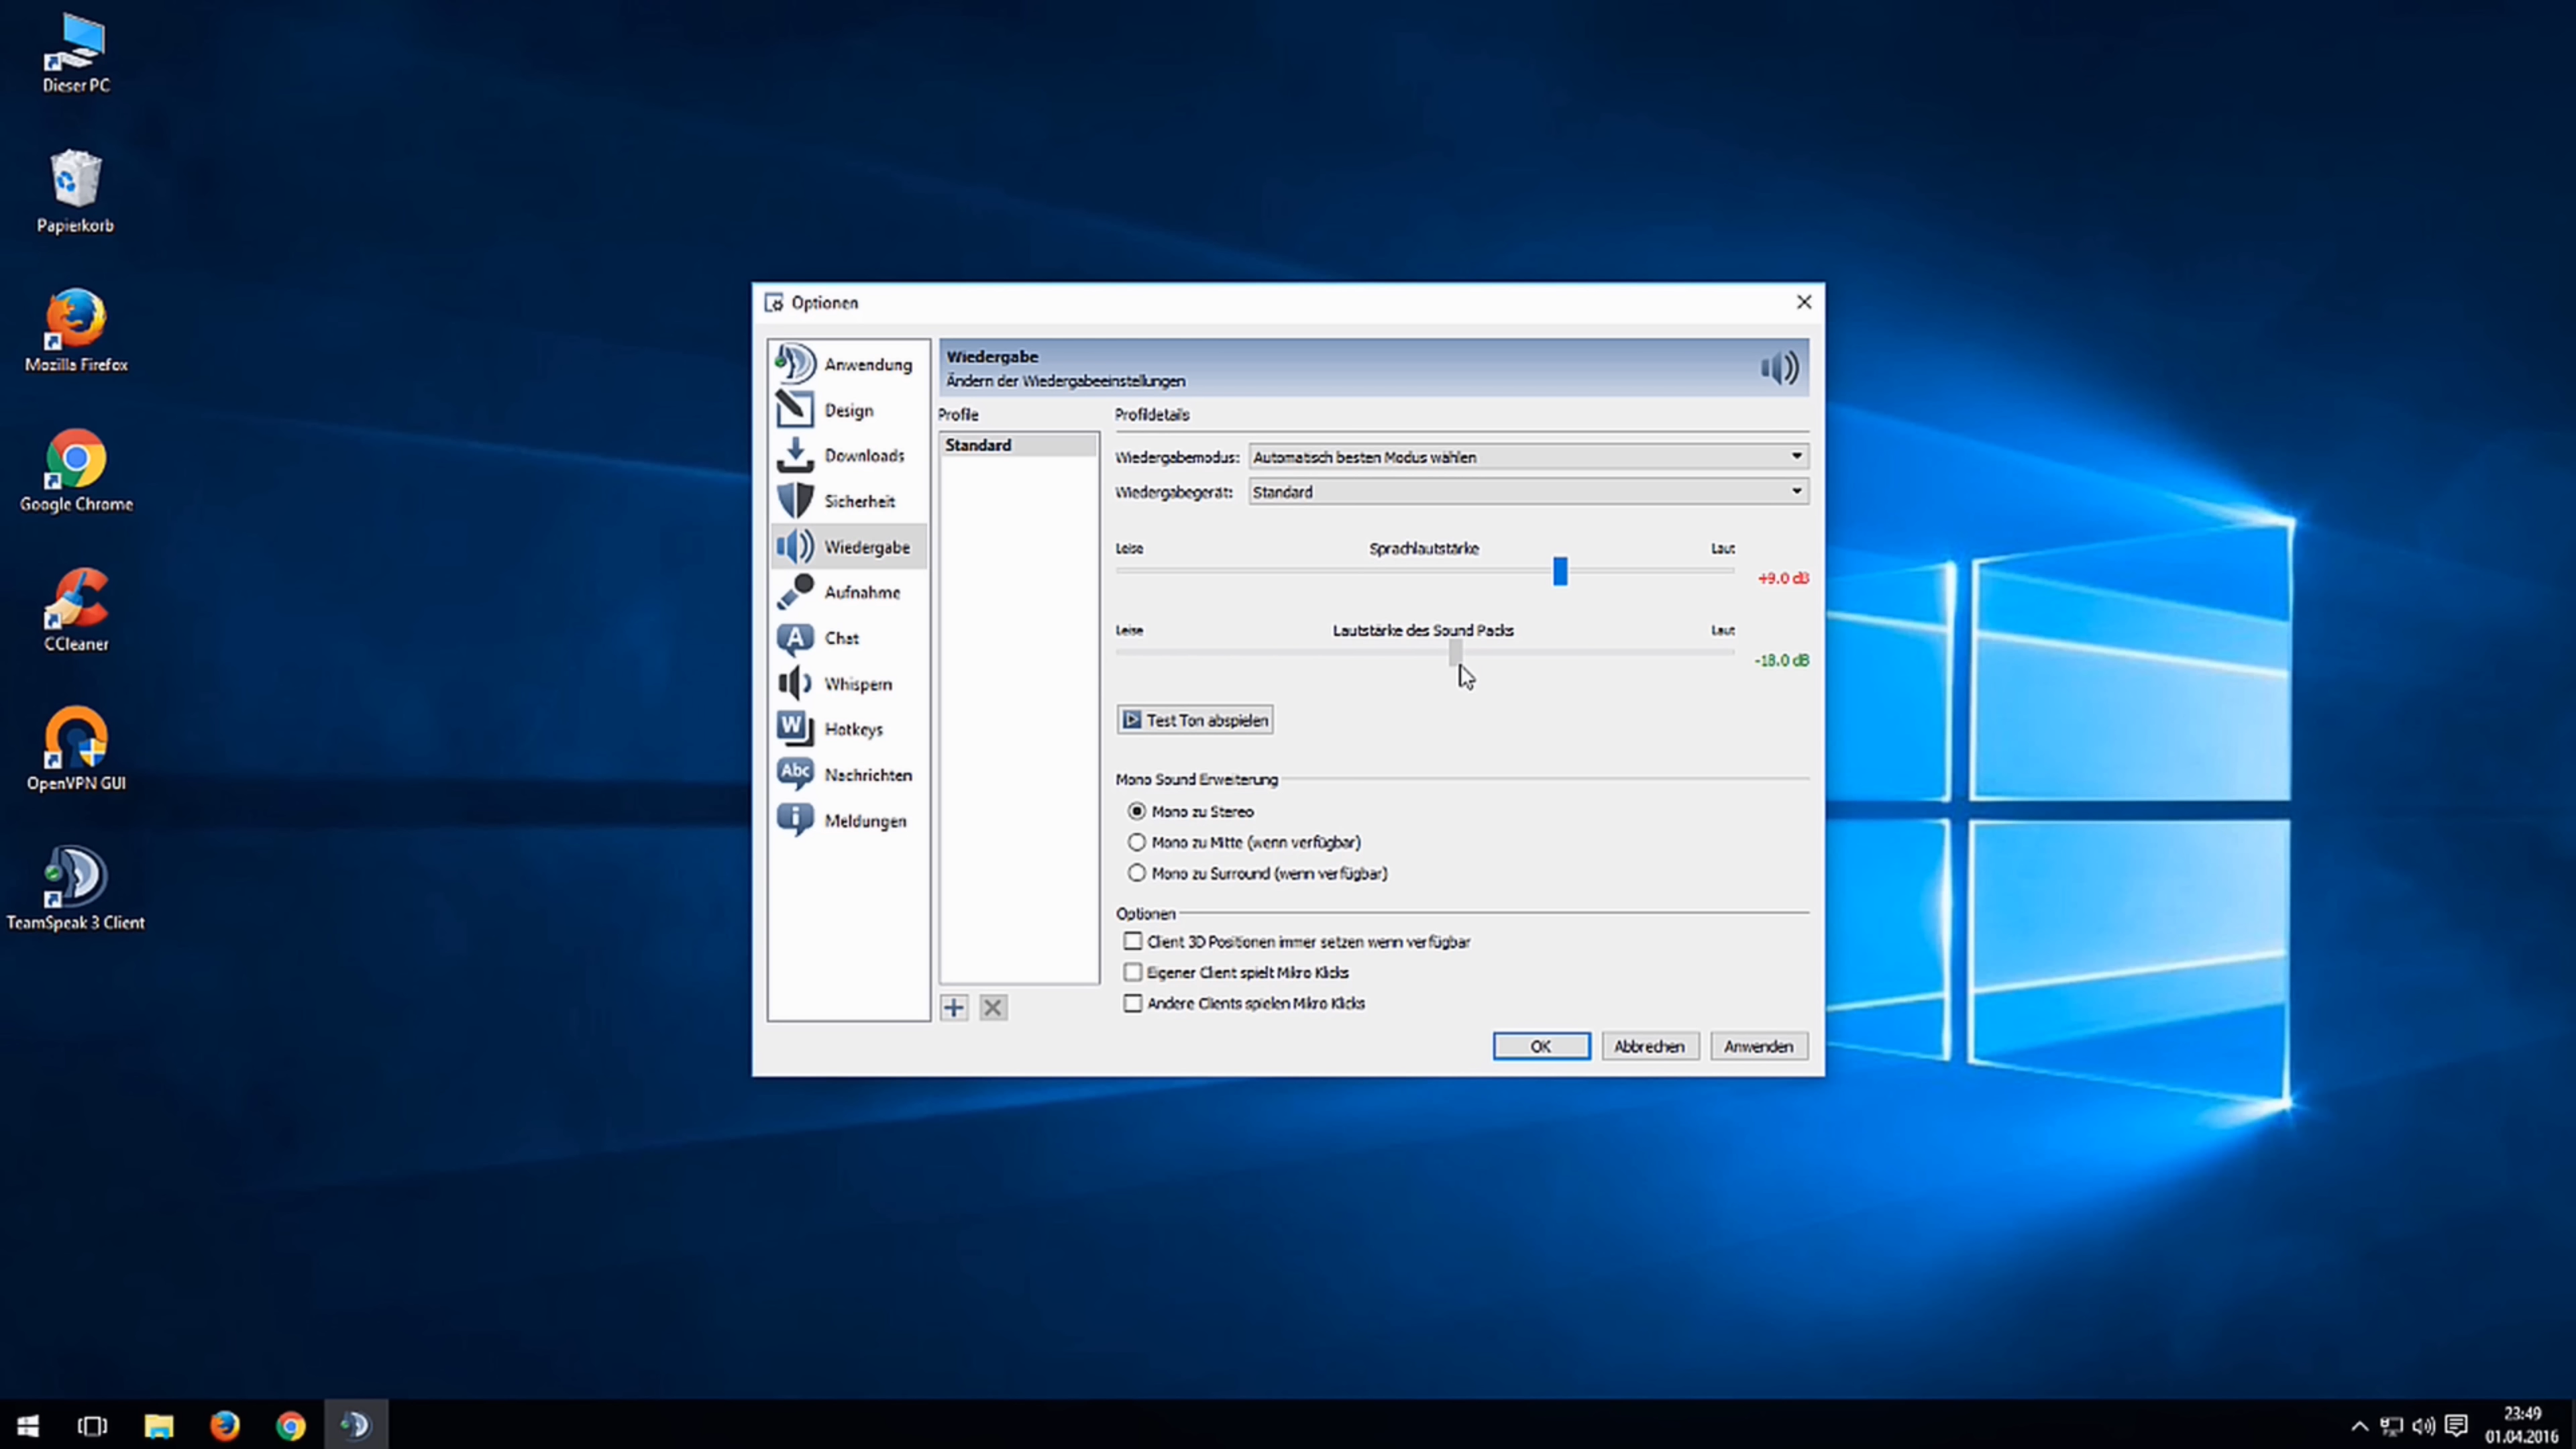 Dieser PC
Papierkorb
Mozilla Firefox
Google Chrome
CCleaner
OpenVPN GUI
TeamSpeak 3 Client
Optionen
Anwendung
Design
Downloads
Sicherheit
Wiedergabe
Aufnahme
Chat
Whispern
Hotkeys
Nachrichten
Meldungen
Wiedergabe
Ändern der Wiedergabeeinstellungen
Profile
Standard
Profildetails
Wiedergabemodus: Automatisch besten Modus wählen
Wiedergabegerät: Standard
Leise Sprachlautstärke Laut
+9.0 dB
Leise Lautstärke des Sound Packs Laut
-18.0 dB
Test Ton abspielen
Mono Sound Erweiterung
Mono zu Stereo
Mono zu Mitte (wenn verfügbar)
Mono zu Surround (wenn verfügbar)
Optionen
Client 3D Positionen immer setzen wenn verfügbar
Eigener Client spielt Mikro Klicks
Andere Clients spielen Mikro Klicks
OK Abbrechen Anwenden
23:49
01.04.2016